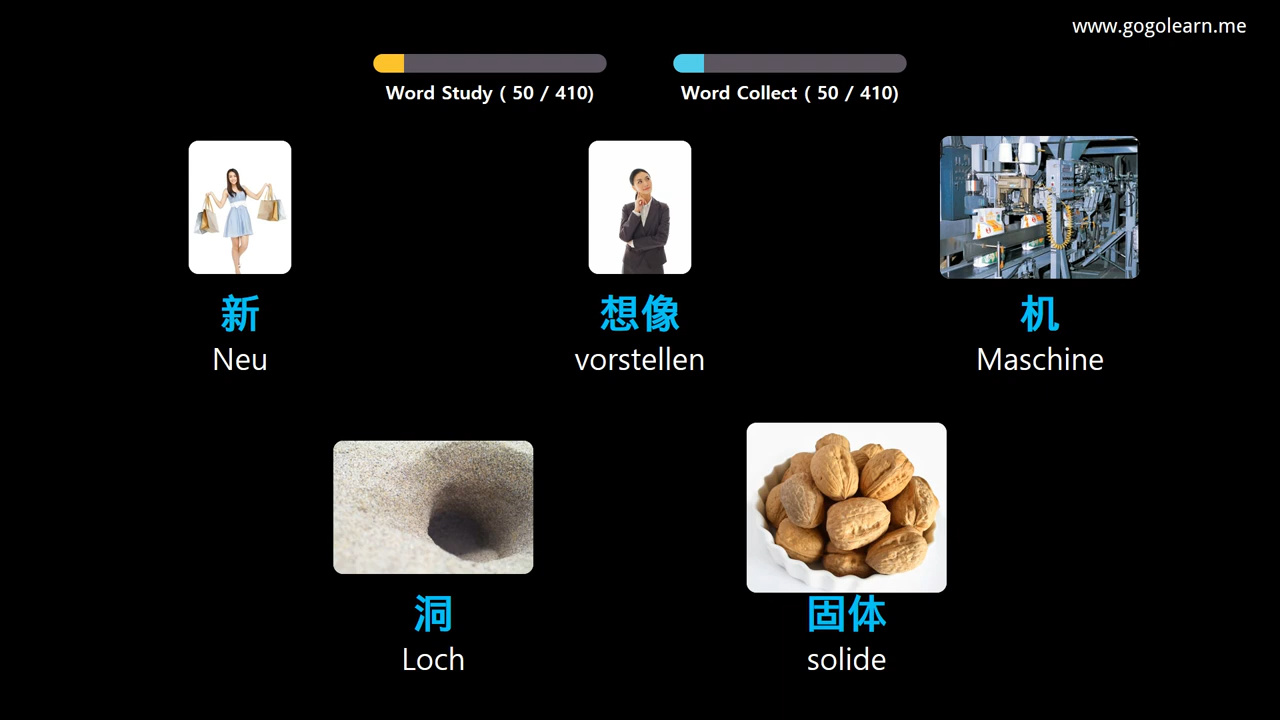 www.gogolearn.me
Word Study ( 50 / 410)
Word Collect ( 50 / 410)
新
Neu
想像
vorstellen
机
Maschine
洞
Loch
固体
solide